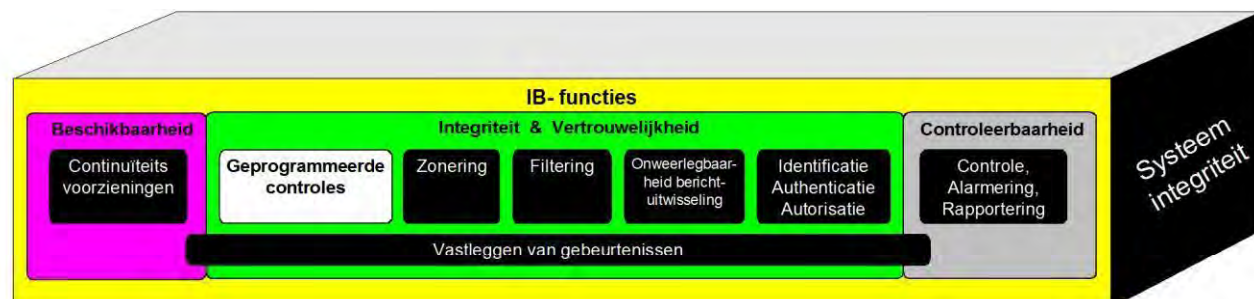 IB- functies
Beschikbaarheid
Continuïteits
voorzieningen
Integriteit & Vertrouwelijkheid
Geprogrammeerde
controles
Zonering
Filtering
Onweerlegbaar-
heid bericht-
uitwisseling
Identificatie
Authenticatie
Autorisatie
Controleerbaarheid
Controle,
Alarmering,
Rapportering
Vastleggen van gebeurtenissen
Systeem
integriteit